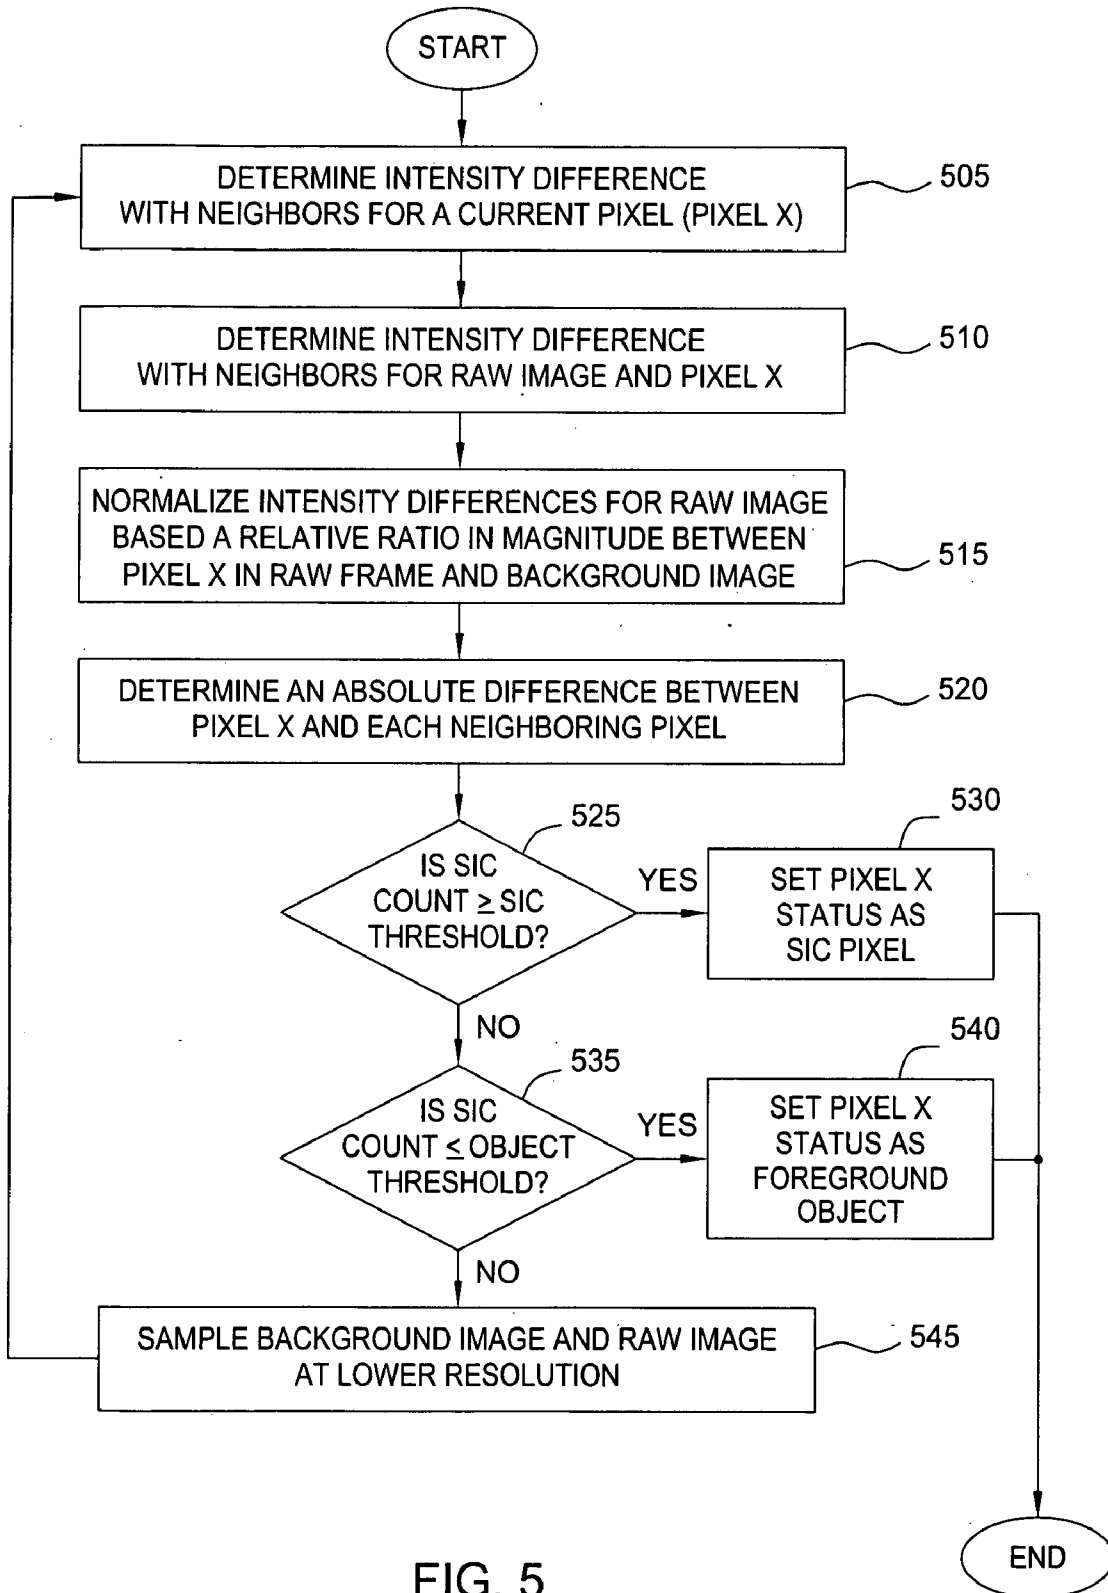 START
DETERMINE INTENSITY DIFFERENCE
WITH NEIGHBORS FOR A CURRENT PIXEL (PIXEL X)
505
DETERMINE INTENSITY DIFFERENCE
WITH NEIGHBORS FOR RAW IMAGE AND PIXEL X
510
NORMALIZE INTENSITY DIFFERENCES FOR RAW IMAGE
BASED A RELATIVE RATIO IN MAGNITUDE BETWEEN
PIXEL X IN RAW FRAME AND BACKGROUND IMAGE
515
DETERMINE AN ABSOLUTE DIFFERENCE BETWEEN
PIXEL X AND EACH NEIGHBORING PIXEL
520
IS SIC
COUNT ≥ SIC
THRESHOLD?
525
YES
SET PIXEL X
STATUS AS
SIC PIXEL
530
NO
IS SIC
COUNT ≤ OBJECT
THRESHOLD?
535
YES
SET PIXEL X
STATUS AS
FOREGROUND
OBJECT
540
NO
SAMPLE BACKGROUND IMAGE AND RAW IMAGE
AT LOWER RESOLUTION
545
END
FIG. 5